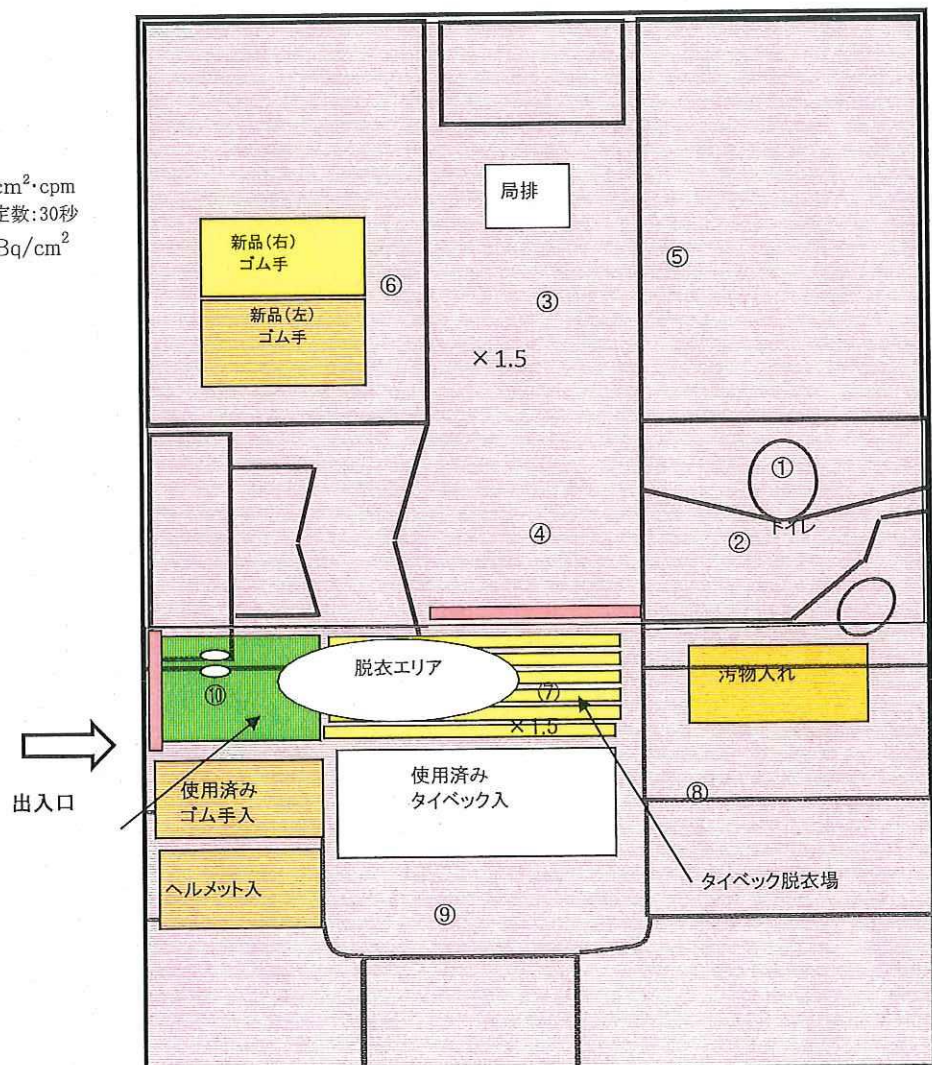 cm²・cpm
定数:30秒
Bq/cm²
局排
新品(右)
ゴム手
⑤
⑥
③
新品(左)
ゴム手
×1.5
①
④
②
トイレ
脱衣エリア
汚物入れ
⑩
(7)
×1.5
出入口
使用済み
ゴム手入
使用済み
タイベック入
⑧
ヘルメット入
タイベック脱衣場
⑨